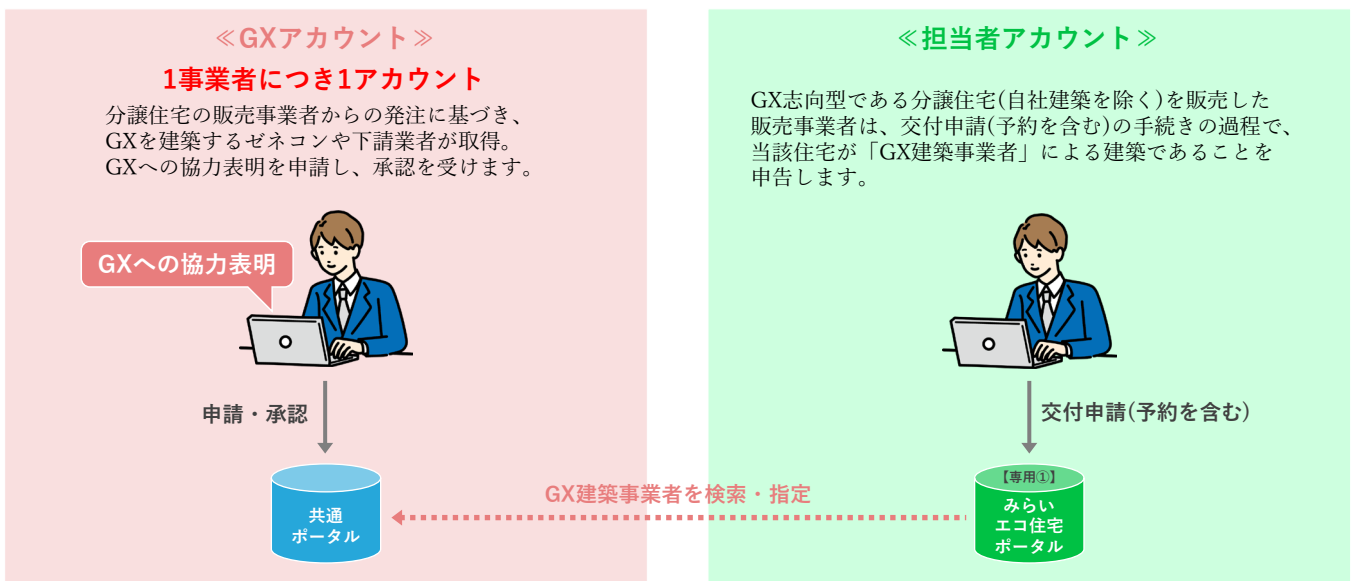 ≪GXアカウント≫
1事業者につき1アカウント
分譲住宅の販売事業者からの発注に基づき、
GXを建築するゼネコンや下請業者が取得。
GXへの協力表明を申請し、承認を受けます。
GXへの協力表明
申請・承認
共通
ポータル
≪担当者アカウント≫
GX志向型である分譲住宅(自社建築を除く)を販売した
販売事業者は、交付申請(予約を含む)の手続きの過程で、
当該住宅が「GX建築事業者」による建築であることを
申告します。
交付申請(予約を含む)
GX建築事業者を検索・指定
【専用①】
みらい
エコ住宅
ポータル